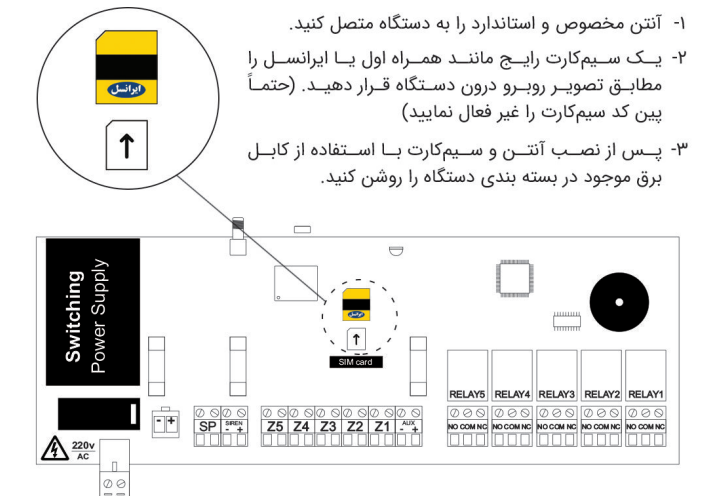 ۱- آنتن مخصوص و استاندارد را به دستگاه متصل کنید.
۲- یک سیم‌کارت رایج مانند همراه اول یا ایرانسل را
مطابق تصویر روبرو درون دستگاه قرار دهید. (حتماً
پین کد سیم‌کارت را غیر فعال نمایید)
۳- پس از نصب آنتن و سیم‌کارت با استفاده از کابل
برق موجود در بسته بندی دستگاه را روشن کنید.
ایرانسل
Switching
Power Supply
ایرانسل
SIM card
RELAY5 RELAY4 RELAY3 RELAY2 RELAY1
NO COM NC NO COM NC NO COM NC NO COM NC NO COM NC
- +
SP SIREN - + Z5 Z4 Z3 Z2 Z1 AUX - +
220v
AC